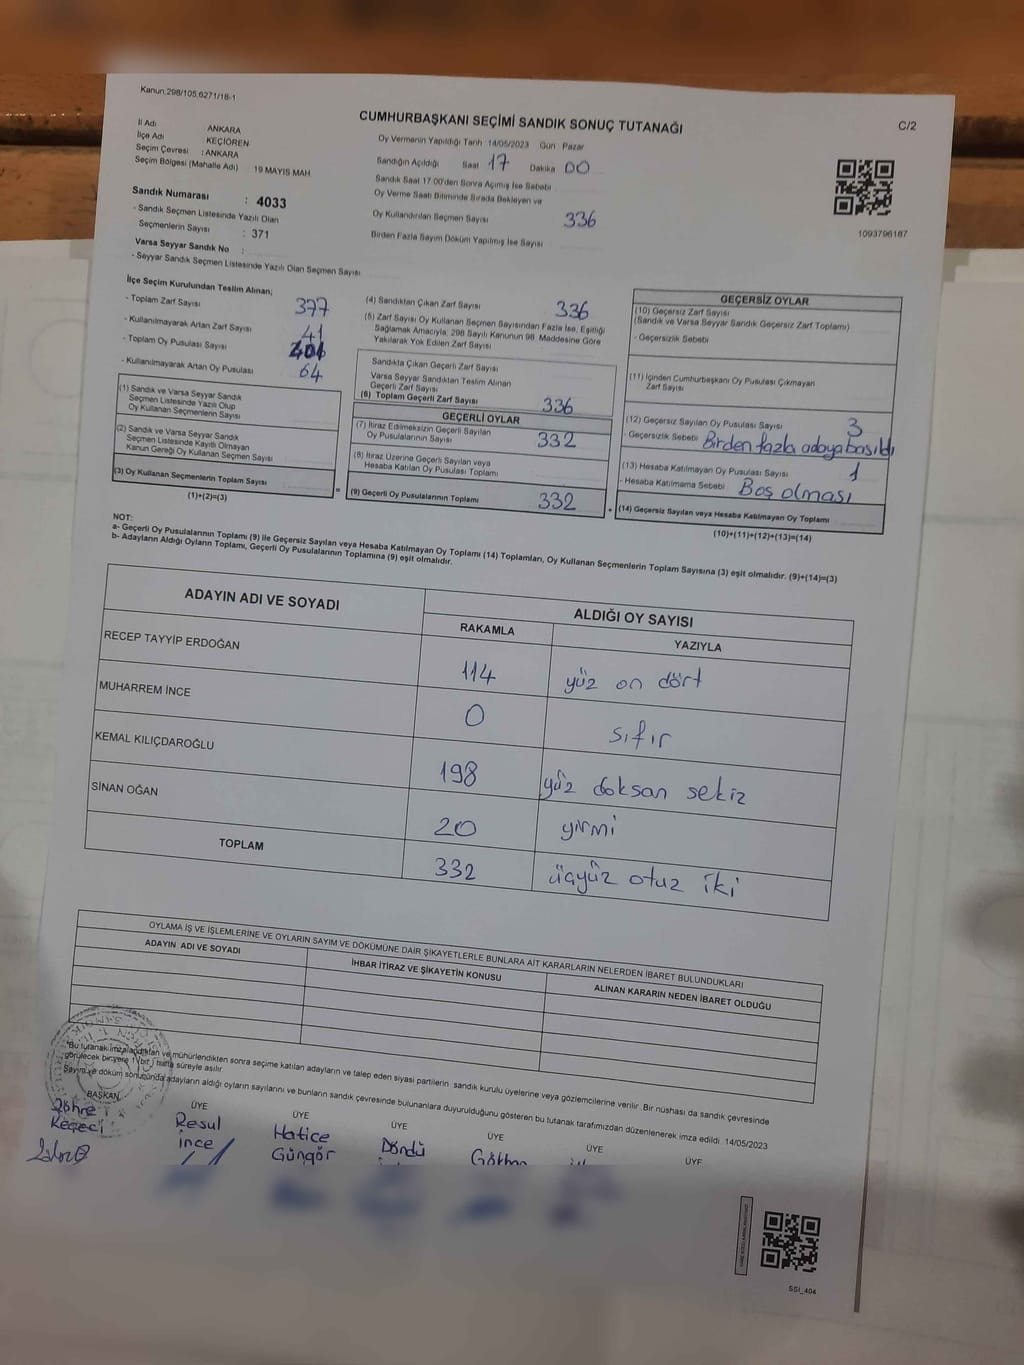 Kanun:298/105,6271/18-1
CUMHURBAŞKANI SEÇİMİ SANDIK SONUÇ TUTANAĞI
C/2
İl Adı ANKARA
İlçe Adı KEÇİÖREN
Seçim Çevresi : ANKARA
Seçim Bölgesi (Mahalle Adı) : 19 MAYIS MAH
Oy Vermenin Yapıldığı Tarih 14/05/2023 Gün Pazar
Sandığın Açıldığı Saat 17 Dakika 00
Sandık Saat 17:00'den Sonra Açılmış İse Sebebi
Oy Verme Saati Bitiminde Sırada Bekleyen ve
Oy Kullandırılan Seçmen Sayısı 336
Birden Fazla Sayım Döküm Yapılmış İse Sayısı
1093796187
Sandık Numarası : 4033
- Sandık Seçmen Listesinde Yazılı Olan
Seçmenlerin Sayısı : 371
Varsa Seyyar Sandık No :
- Seyyar Sandık Seçmen Listesinde Yazılı Olan Seçmen Sayısı
İlçe Seçim Kurulundan Teslim Alınan;
- Toplam Zarf Sayısı 377
- Kullanılmayarak Artan Zarf Sayısı 41
- Toplam Oy Pusulası Sayısı
- Kullanılmayarak Artan Oy Pusulası 64
(1) Sandık ve Varsa Seyyar Sandık
Seçmen Listesinde Yazılı Olup
Oy Kullanan Seçmenlerin Sayısı
(2) Sandık ve Varsa Seyyar Sandık
Seçmen Listesinde Kayıtlı Olmayan
Kanun Gereği Oy Kullanan Seçmen Sayısı
(3) Oy Kullanan Seçmenlerin Toplam Sayısı
(1)+(2)=(3)
(4) Sandıktan Çıkan Zarf Sayısı 336
(5) Zarf Sayısı Oy Kullanan Seçmen Sayısından Fazla İse, Eşitliği
Sağlamak Amacıyla, 298 Sayılı Kanunun 98. Maddesine Göre
Yakılarak Yok Edilen Zarf Sayısı
Sandıkta Çıkan Geçerli Zarf Sayısı
Varsa Seyyar Sandıktan Teslim Alınan
Geçerli Zarf Sayısı
(6) Toplam Geçerli Zarf Sayısı 336
GEÇERLİ OYLAR
(7) İtiraz Edilmeksizin Geçerli Sayılan
Oy Pusulalarının Sayısı 332
(8) İtiraz Üzerine Geçerli Sayılan veya
Hesaba Katılan Oy Pusulası Toplamı
(9) Geçerli Oy Pusulalarının Toplamı 332
GEÇERSİZ OYLAR
(10) Geçersiz Zarf Sayısı
(Sandık ve Varsa Seyyar Sandık Geçersiz Zarf Toplamı)
- Geçersizlik Sebebi
(11) İçinden Cumhurbaşkanı Oy Pusulası Çıkmayan
Zarf Sayısı
(12) Geçersiz Sayılan Oy Pusulası Sayısı 3
- Geçersizlik Sebebi Birden fazla adaya basıldı
(13) Hesaba Katılmayan Oy Pusulası Sayısı 1
- Hesaba Katılmama Sebebi Boş olması
(14) Geçersiz Sayılan veya Hesaba Katılmayan Oy Toplamı
(10)+(11)+(12)+(13)=(14)
NOT:
a- Geçerli Oy Pusulalarının Toplamı (9) ile Geçersiz Sayılan veya Hesaba Katılmayan Oy Toplamı (14) Toplamları, Oy Kullanan Seçmenlerin Toplam Sayısına (3) eşit olmalıdır. (9)+(14)=(3)
b- Adayların Aldığı Oyların Toplamı, Geçerli Oy Pusulalarının Toplamına (9) eşit olmalıdır.
ADAYIN ADI VE SOYADI
ALDIĞI OY SAYISI
RAKAMLA YAZIYLA
RECEP TAYYİP ERDOĞAN 114 yüz on dört
MUHARREM İNCE 0 sıfır
KEMAL KILIÇDAROĞLU 198 yüz doksan sekiz
SİNAN OĞAN 20 yirmi
TOPLAM 332 üçyüz otuz iki
OYLAMA İŞ VE İŞLEMLERİNE VE OYLARIN SAYIM VE DÖKÜMÜNE DAİR ŞİKAYETLERLE BUNLARA AİT KARARLARIN NELERDEN İBARET BULUNDUKLARI
ADAYIN ADI VE SOYADI
İHBAR İTİRAZ VE ŞİKAYETİN KONUSU
ALINAN KARARIN NEDEN İBARET OLDUĞU
*Bu tutanak imzalandıktan ve mühürlendikten sonra seçime katılan adayların ve talep eden siyasi partilerin sandık kurulu üyelerine veya gözlemcilerine verilir. Bir nüshası da sandık çevresinde
görülecek bir yere 1 (bir) hafta süreyle asılır.
Sayım ve döküm sonucunda adayların aldığı oyların sayılarını ve bunların sandık çevresinde bulunanlara duyurulduğunu gösteren bu tutanak tarafımızdan düzenlenerek imza edildi. 14/05/2023
BAŞKAN ÜYE ÜYE ÜYE ÜYE ÜYE ÜYE
Zöhre Keçeci
Resul İnce
Hatice Güngör
Döndü
Gökhan
SSİ_404